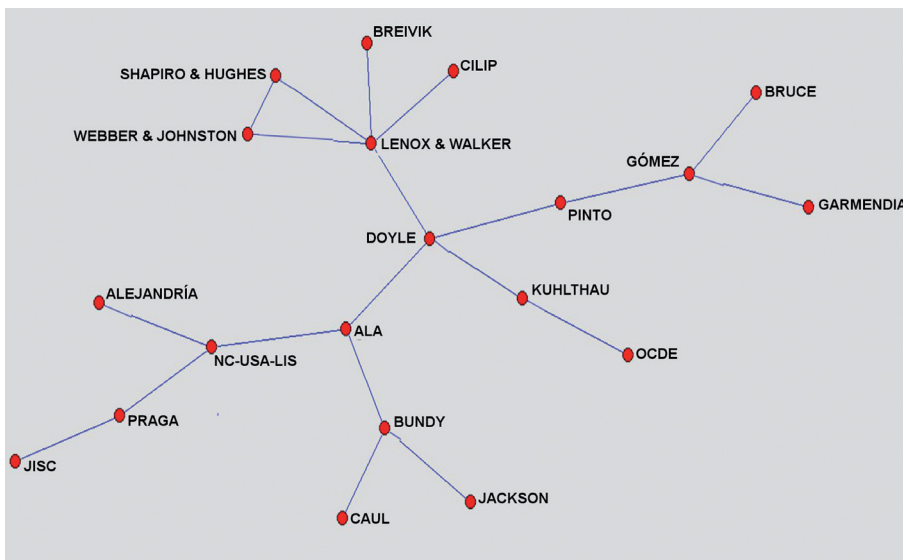 BREIVIK
CILIP
SHAPIRO & HUGHES
BRUCE
WEBBER & JOHNSTON
LENOX & WALKER
GÓMEZ
GARMENDIA
PINTO
DOYLE
KUHLTHAU
ALEJANDRÍA
ALA
OCDE
NC-USA-LIS
PRAGA
BUNDY
JISC
JACKSON
CAUL